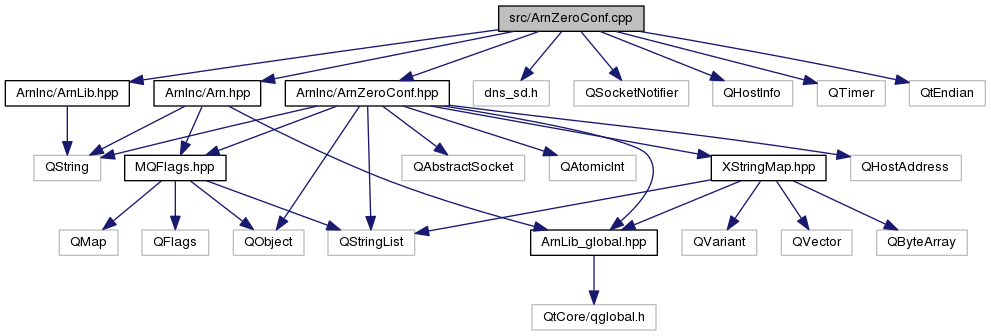 src/ArnZeroConf.cpp
ArnInc/ArnLib.hpp
ArnInc/Arn.hpp
ArnInc/ArnZeroConf.hpp
dns_sd.h
QSocketNotifier
QHostInfo
QTimer
QtEndian
QString
MQFlags.hpp
QAbstractSocket
QAtomicInt
XStringMap.hpp
QHostAddress
QMap
QFlags
QObject
QStringList
ArnLib_global.hpp
QVariant
QVector
QByteArray
QtCore/qglobal.h